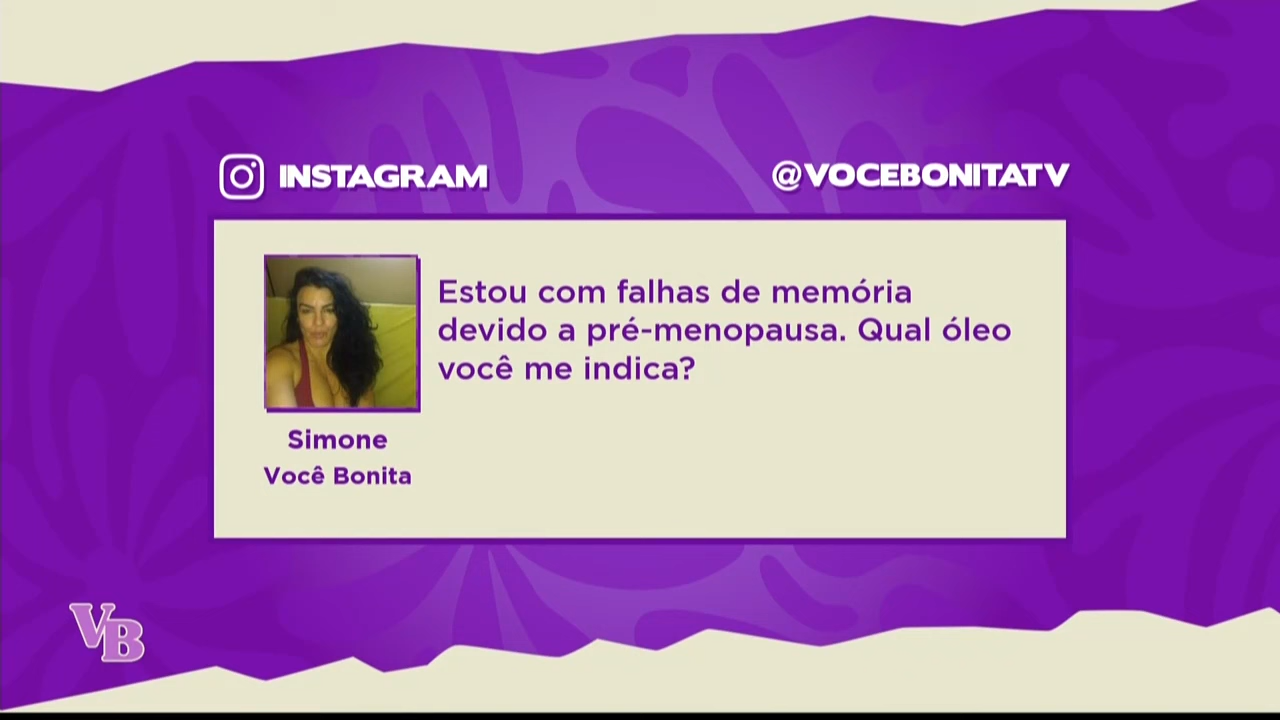 INSTAGRAM @VOCEBONITATV
Estou com falhas de memória
devido a pré-menopausa. Qual óleo
você me indica?
Simone
Você Bonita
VB